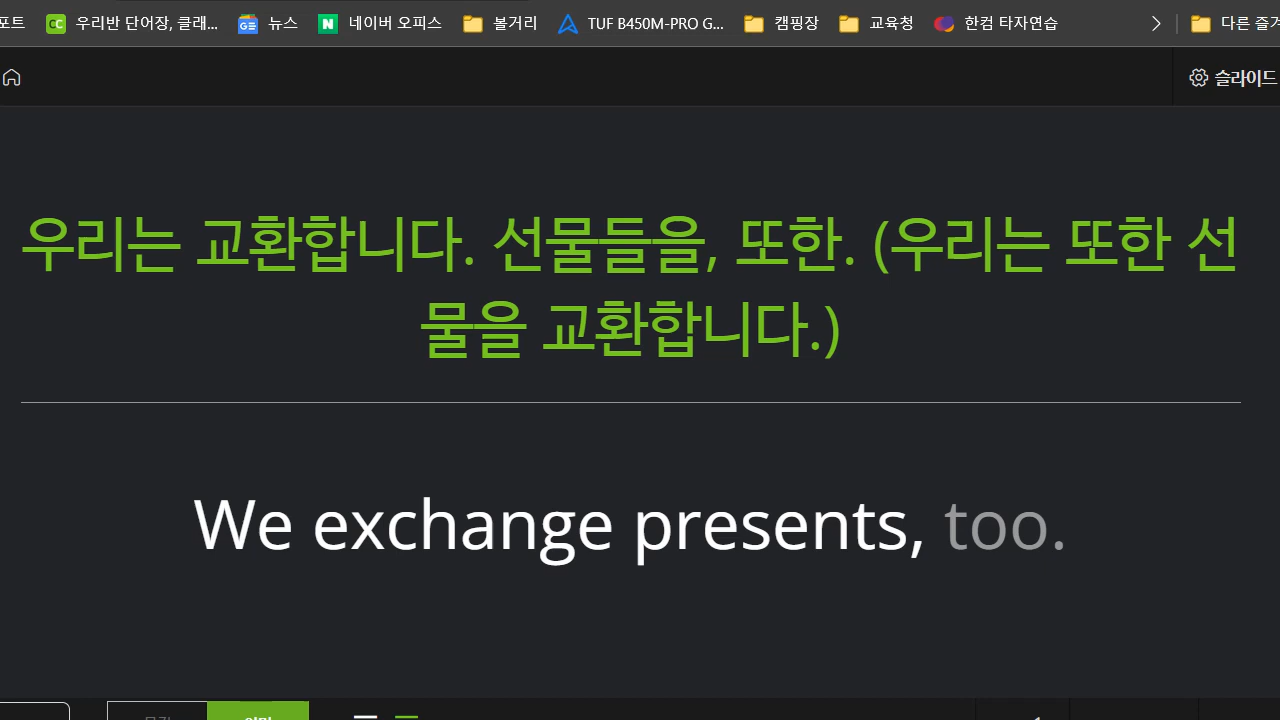 포트 우리반 단어장, 클래... 뉴스 네이버 오피스 볼거리 TUF B450M-PRO G... 캠핑장 교육청 한컴 타자연습 다른 즐겨
슬라이드
우리는 교환합니다. 선물들을, 또한. (우리는 또한 선
물을 교환합니다.)
We exchange presents, too.